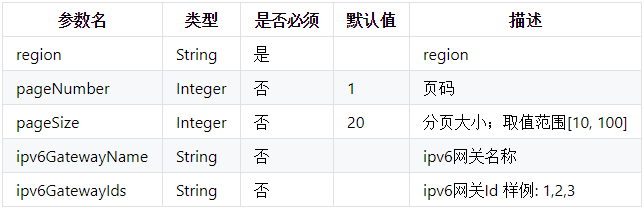 参数名 类型 是否必须 默认值 描述
region String 是 region
pageNumber Integer 否 1 页码
pageSize Integer 否 20 分页大小；取值范围[10, 100]
ipv6GatewayName String 否 ipv6网关名称
ipv6GatewayIds String 否 ipv6网关Id 样例: 1,2,3